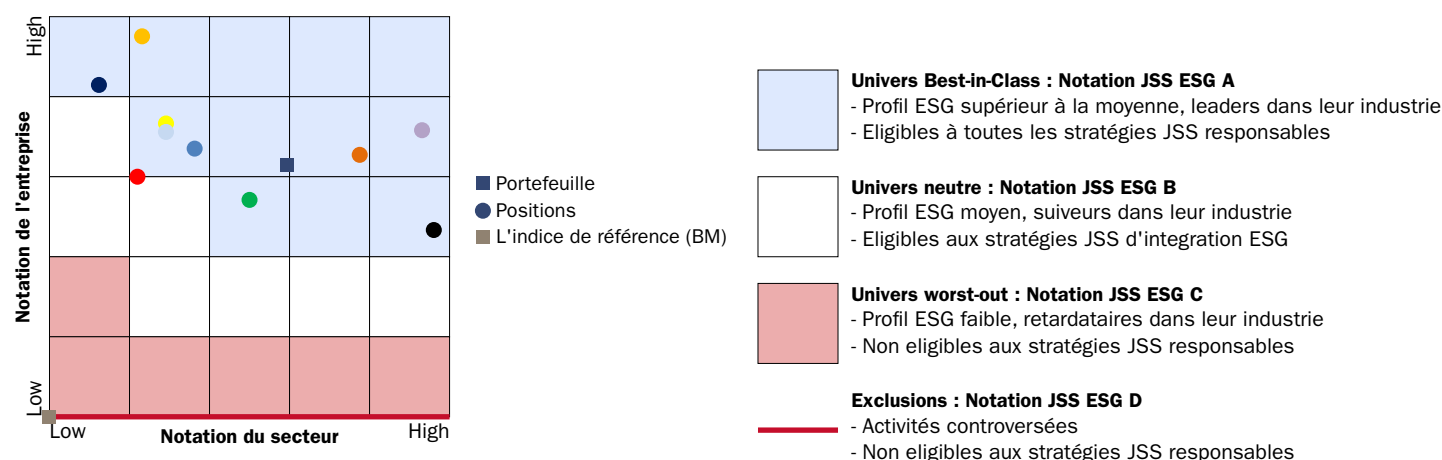 High
Notation de l'entreprise
Low
Low
Notation du secteur
High
Portefeuille
Positions
L'indice de référence (BM)
Univers Best-in-Class : Notation JSS ESG A
- Profil ESG supérieur à la moyenne, leaders dans leur industrie
- Eligibles à toutes les stratégies JSS responsables
Univers neutre : Notation JSS ESG B
- Profil ESG moyen, suiveurs dans leur industrie
- Eligibles aux stratégies JSS d'integration ESG
Univers worst-out : Notation JSS ESG C
- Profil ESG faible, retardataires dans leur industrie
- Non eligibles aux stratégies JSS responsables
Exclusions : Notation JSS ESG D
- Activités controversées
- Non eligibles aux stratégies JSS responsables